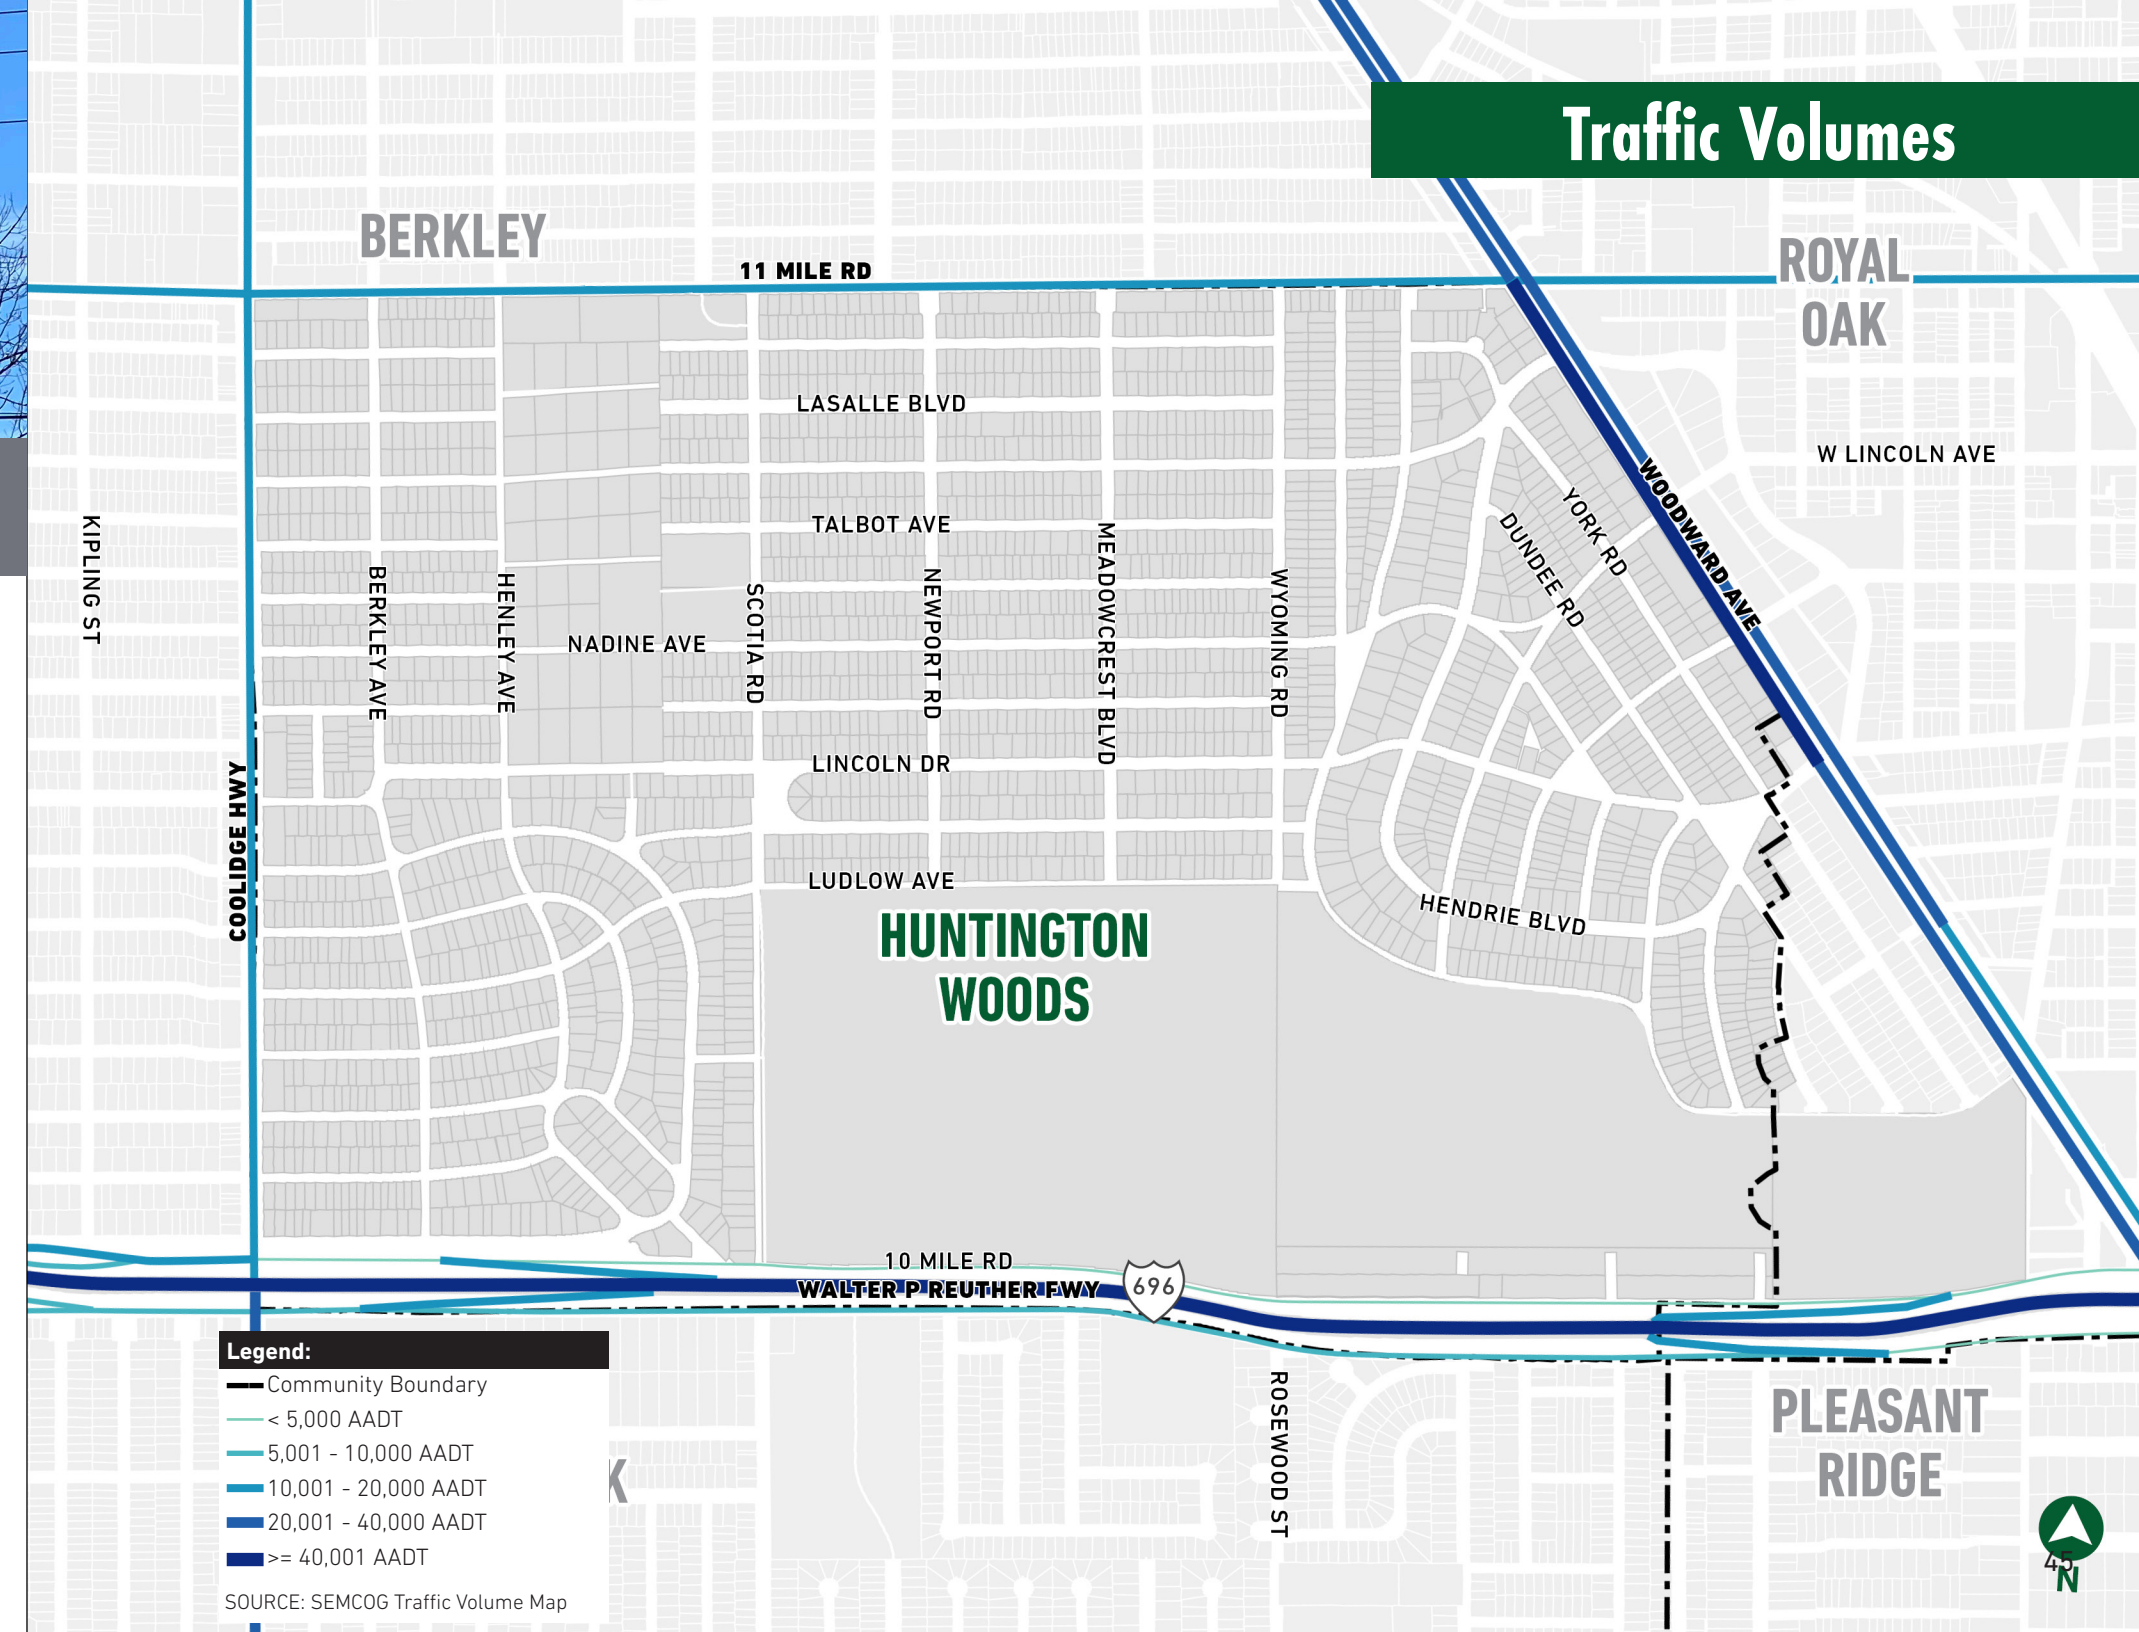 Traffic Volumes
BERKLEY
ROYAL
OAK
11 MILE RD
LASALLE BLVD
W LINCOLN AVE
WOODWARD AVE
YORK RD
DUNDEE RD
TALBOT AVE
KIPLING ST
BERKLEY AVE
HENLEY AVE
NADINE AVE
SCOTIA RD
NEWPORT RD
MEADOWCREST BLVD
WYOMING RD
LINCOLN DR
COOLIDGE HWY
LUDLOW AVE
HENDRIE BLVD
HUNTINGTON
WOODS
10 MILE RD
WALTER P REUTHER FWY
696
ROSEWOOD ST
PLEASANT
RIDGE
K
Legend:
Community Boundary
< 5,000 AADT
5,001 - 10,000 AADT
10,001 - 20,000 AADT
20,001 - 40,000 AADT
>= 40,001 AADT
SOURCE: SEMCOG Traffic Volume Map
45
N